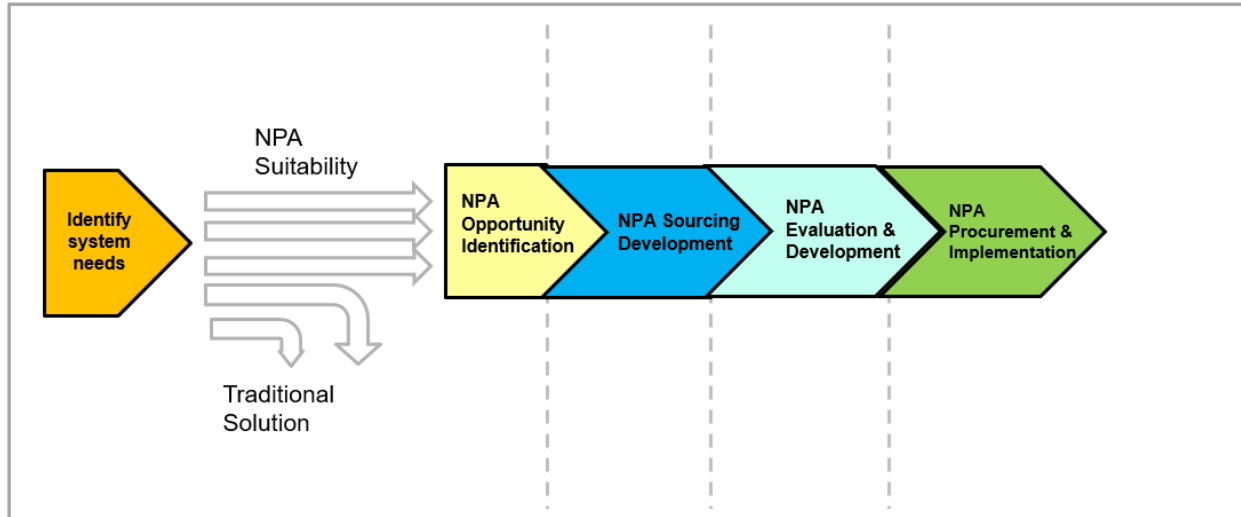 Identify
system
needs
NPA
Suitability
Traditional
Solution
NPA
Opportunity
Identification
NPA Sourcing
Development
NPA
Evaluation &
Development
NPA
Procurement &
Implementation